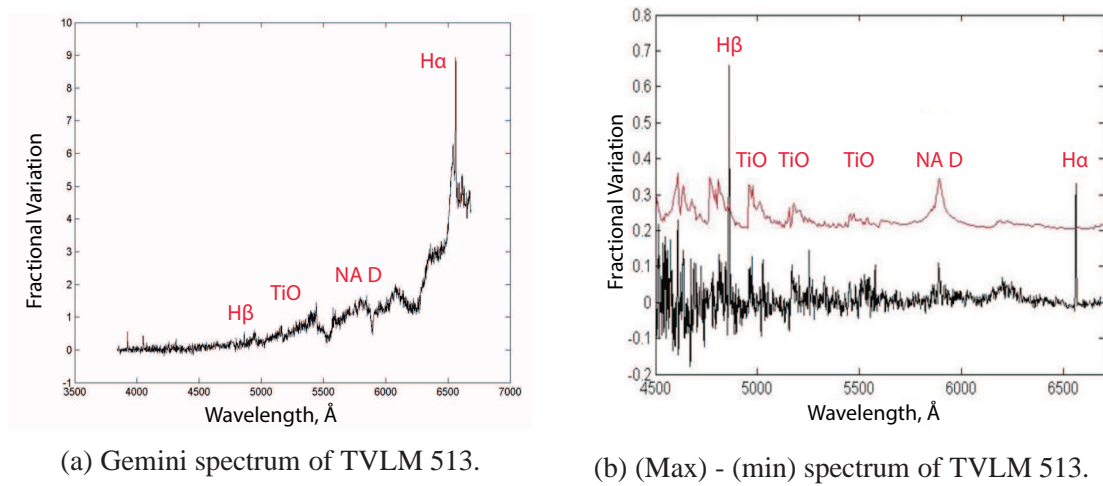 10
9
8
7
6
5
4
3
2
1
0
-1
3500 4000 4500 5000 5500 6000 6500 7000
Fractional Variation
Wavelength, Å
Hβ
TiO
NA D
Hα
(a) Gemini spectrum of TVLM 513.
0.8
0.7
0.6
0.5
0.4
0.3
0.2
0.1
0
-0.1
-0.2
4500 5000 5500 6000 6500
Fractional Variation
Wavelength, Å
Hβ
TiO TiO TiO NA D Hα
(b) (Max) - (min) spectrum of TVLM 513.